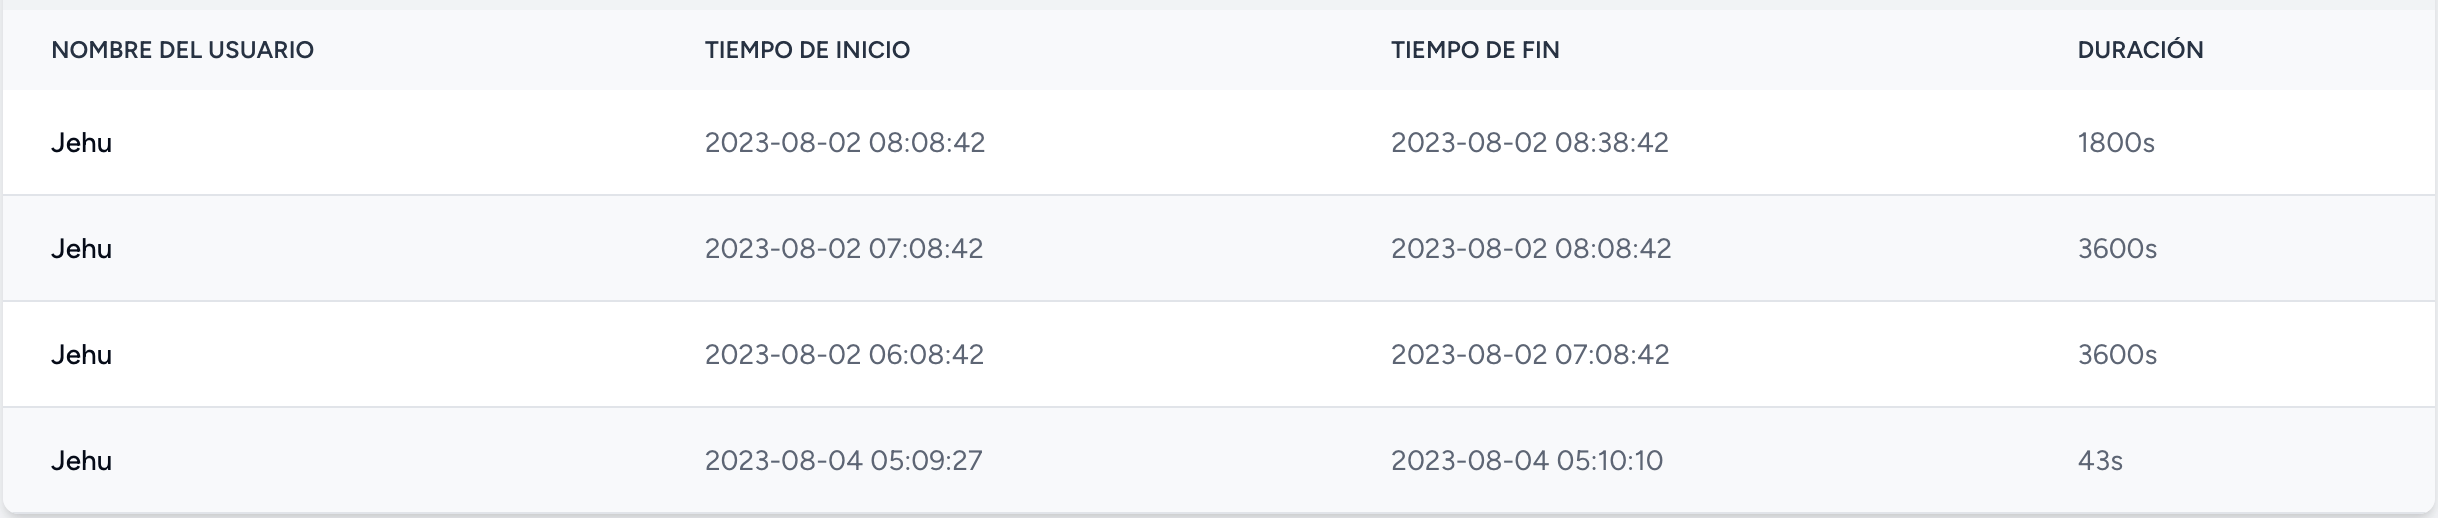 NOMBRE DEL USUARIO TIEMPO DE INICIO TIEMPO DE FIN DURACIÓN
Jehu 2023-08-02 08:08:42 2023-08-02 08:38:42 1800s
Jehu 2023-08-02 07:08:42 2023-08-02 08:08:42 3600s
Jehu 2023-08-02 06:08:42 2023-08-02 07:08:42 3600s
Jehu 2023-08-04 05:09:27 2023-08-04 05:10:10 43s